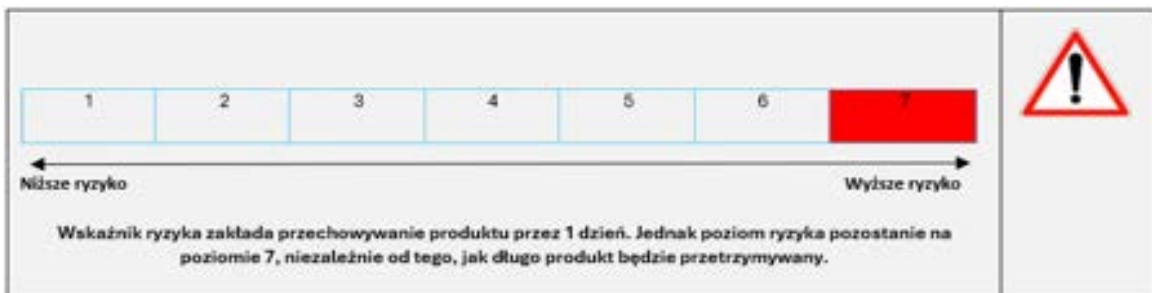 1 2 3 4 5 6 7
Niższe ryzyko Wyższe ryzyko
Wskaźnik ryzyka zakłada przechowywanie produktu przez 1 dzień. Jednak poziom ryzyka pozostanie na
poziomie 7, niezależnie od tego, jak długo produkt będzie przetrzymywany.